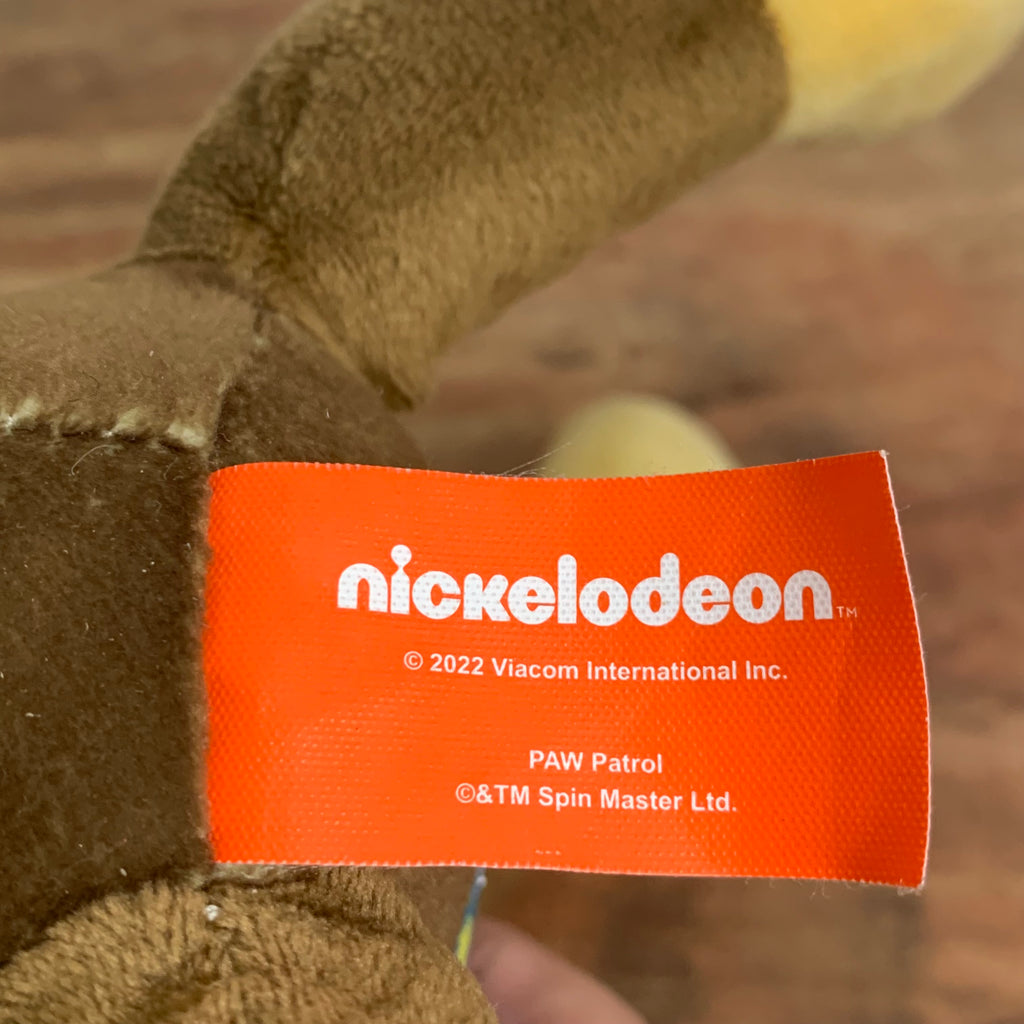 nickelodeon™
© 2022 Viacom International Inc.
PAW Patrol
©&TM Spin Master Ltd.